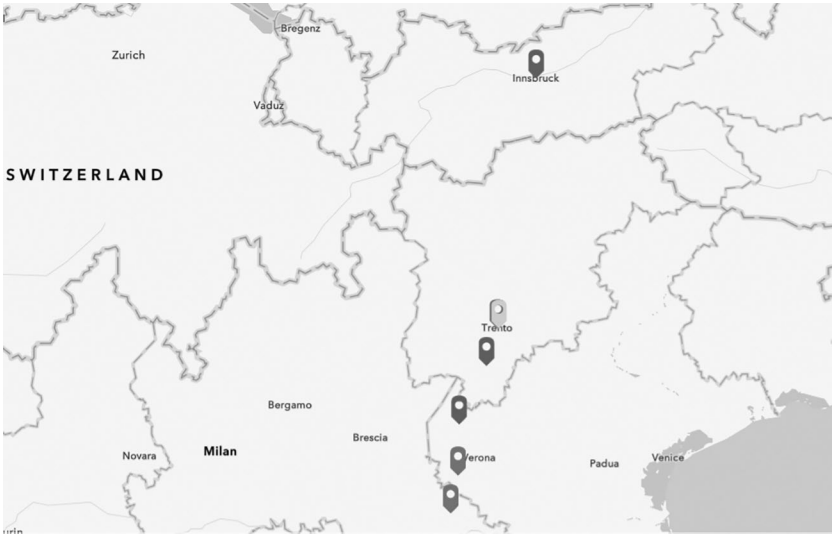 Bregenz
Zurich
Innsbruck
Vaduz
SWITZERLAND
Trento
Bergamo
Brescia
Milan
Novara
Verona
Padua
Venice